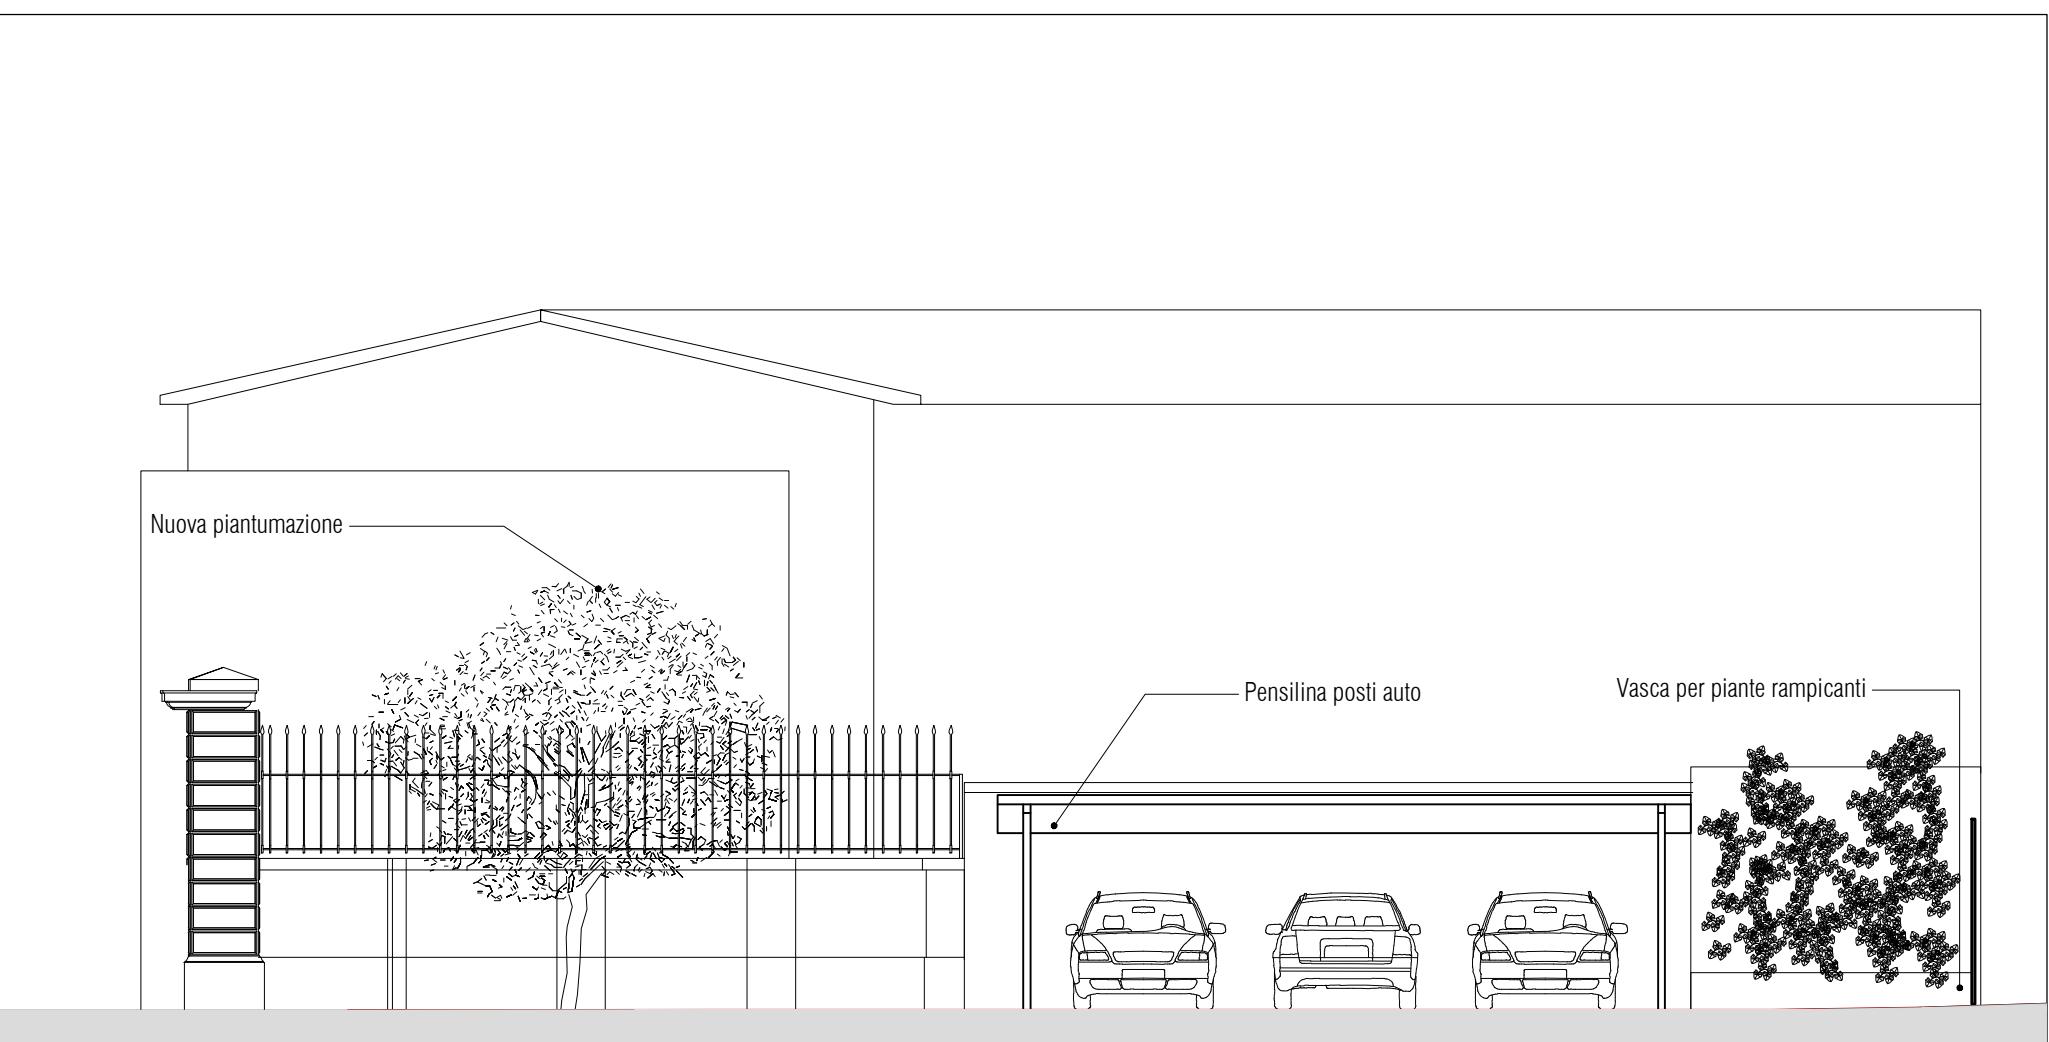 Nuova piantumazione
Pensilina posti auto
Vasca per piante rampicanti